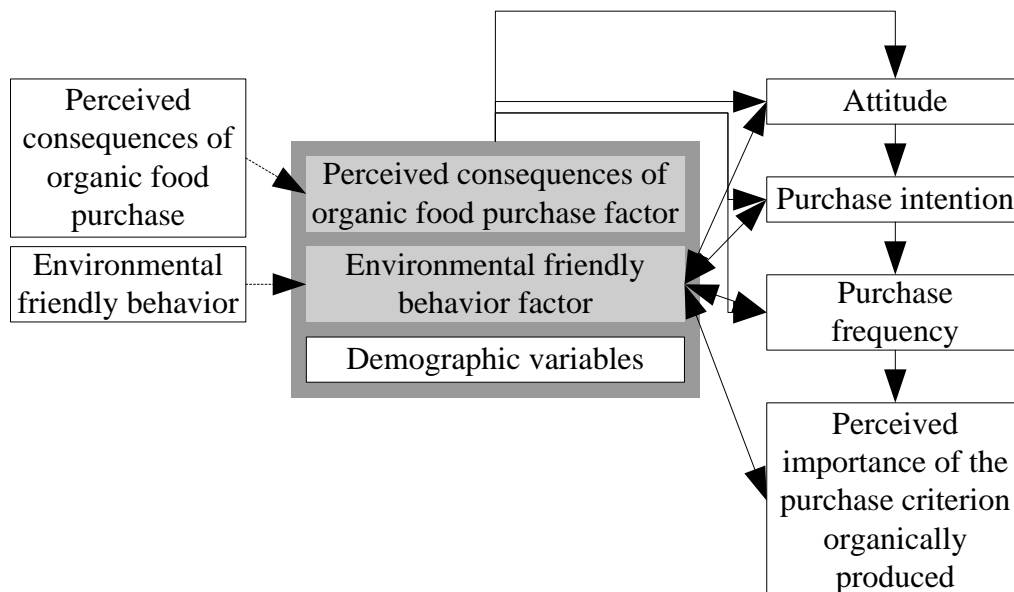 Perceived
consequences of
organic food
purchase
Environmental
friendly behavior
Perceived consequences of
organic food purchase factor
Environmental friendly
behavior factor
Demographic variables
Attitude
Purchase intention
Purchase
frequency
Perceived
importance of the
purchase criterion
organically
produced